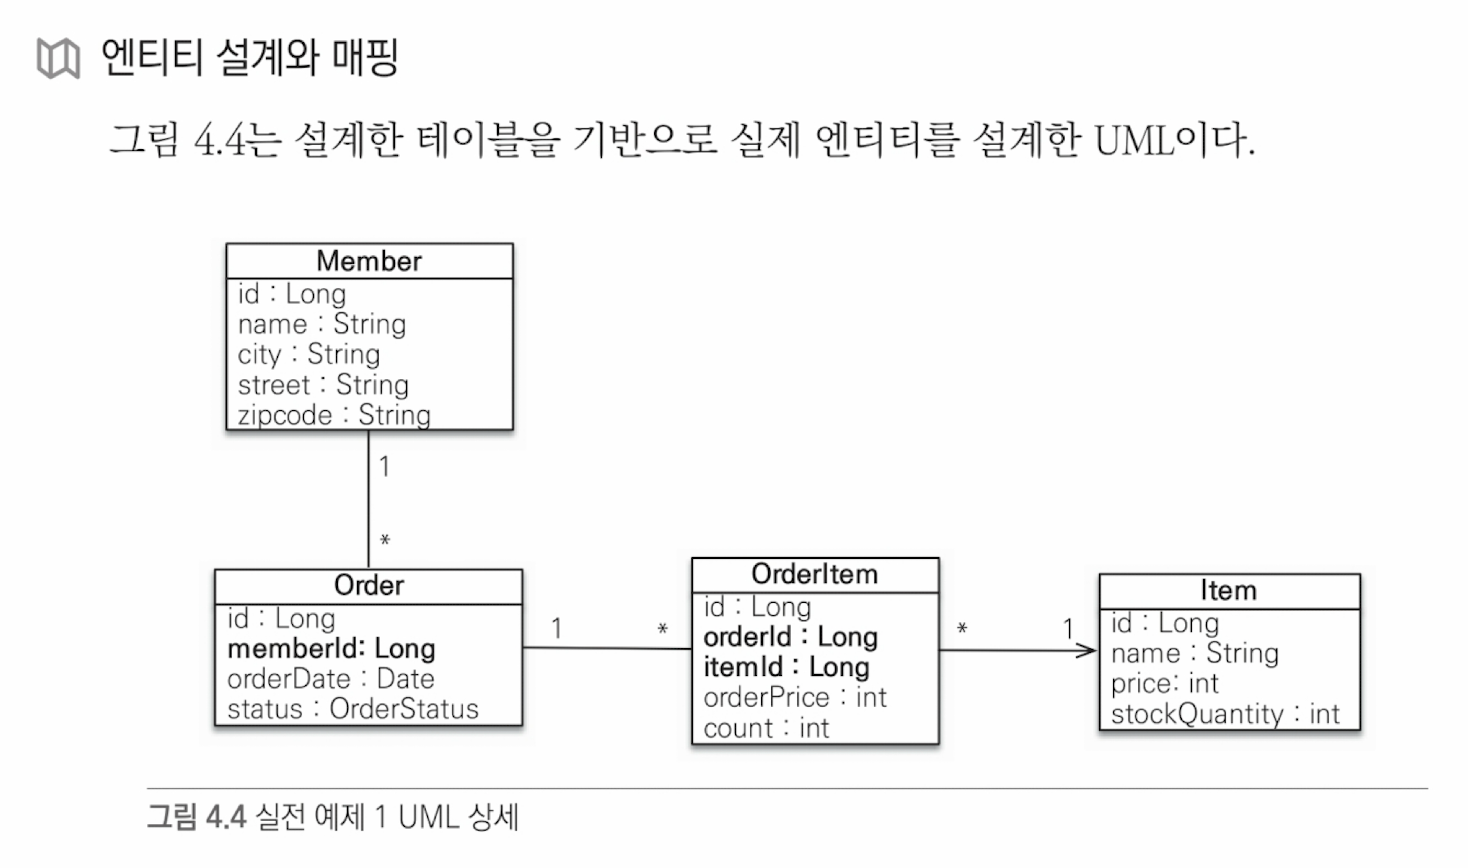 엔티티 설계와 매핑
그림 4.4는 설계한 테이블을 기반으로 실제 엔티티를 설계한 UML이다.
Member
id : Long
name : String
city : String
street : String
zipcode : String
1
*
Order
id : Long
memberId: Long
orderDate : Date
status : OrderStatus
1
*
OrderItem
id : Long
orderId : Long
itemId : Long
orderPrice : int
count : int
*
1
Item
id : Long
name : String
price: int
stockQuantity : int
그림 4.4 실전 예제 1 UML 상세